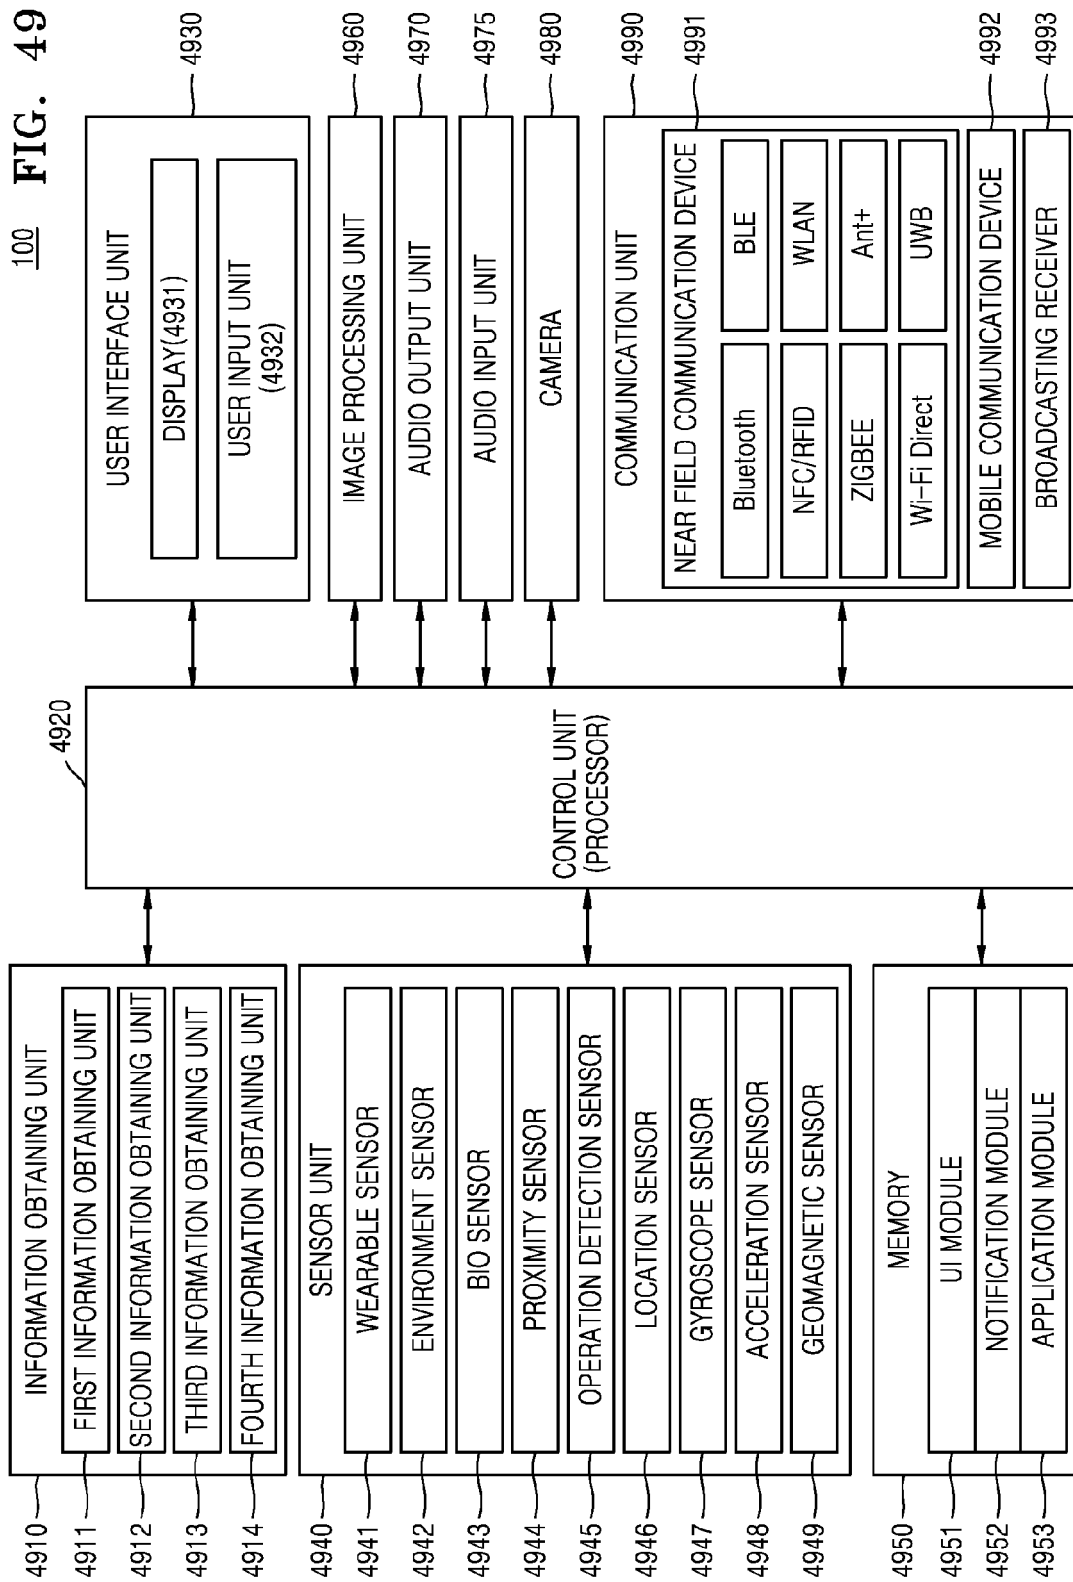 FIG. 49
100
4910
INFORMATION OBTAINING UNIT
4911
FIRST INFORMATION OBTAINING UNIT
4912
SECOND INFORMATION OBTAINING UNIT
4913
THIRD INFORMATION OBTAINING UNIT
4914
FOURTH INFORMATION OBTAINING UNIT
4940
SENSOR UNIT
4941
WEARABLE SENSOR
4942
ENVIRONMENT SENSOR
4943
BIO SENSOR
4944
PROXIMITY SENSOR
4945
OPERATION DETECTION SENSOR
4946
LOCATION SENSOR
4947
GYROSCOPE SENSOR
4948
ACCELERATION SENSOR
4949
GEOMAGNETIC SENSOR
4950
MEMORY
4951
UI MODULE
4952
NOTIFICATION MODULE
4953
APPLICATION MODULE
4920
CONTROL UNIT
(PROCESSOR)
USER INTERFACE UNIT
4930
DISPLAY(4931)
USER INPUT UNIT
(4932)
IMAGE PROCESSING UNIT
4960
AUDIO OUTPUT UNIT
4970
AUDIO INPUT UNIT
4975
CAMERA
4980
COMMUNICATION UNIT
4990
NEAR FIELD COMMUNICATION DEVICE
4991
Bluetooth
BLE
NFC/RFID
WLAN
ZIGBEE
Ant+
Wi-Fi Direct
UWB
MOBILE COMMUNICATION DEVICE
4992
BROADCASTING RECEIVER
4993